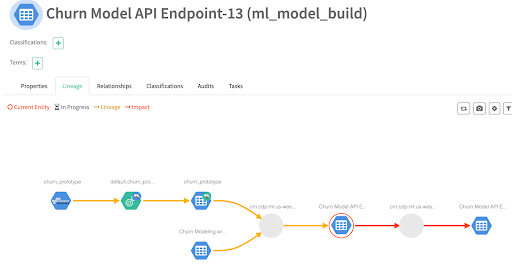 Churn Model API Endpoint-13 (ml_model_build)
Classifications: +
Terms: +
Properties Lineage Relationships Classifications Audits Tasks
Current Entity In Progress Lineage Impact
churn_prototype default.churn_pro... churn_prototype
crn:cdp:ml:us-wes... Churn Model API E... crn:cdp:ml:us-wes... Churn Model API E...
Churn Modeling wi...